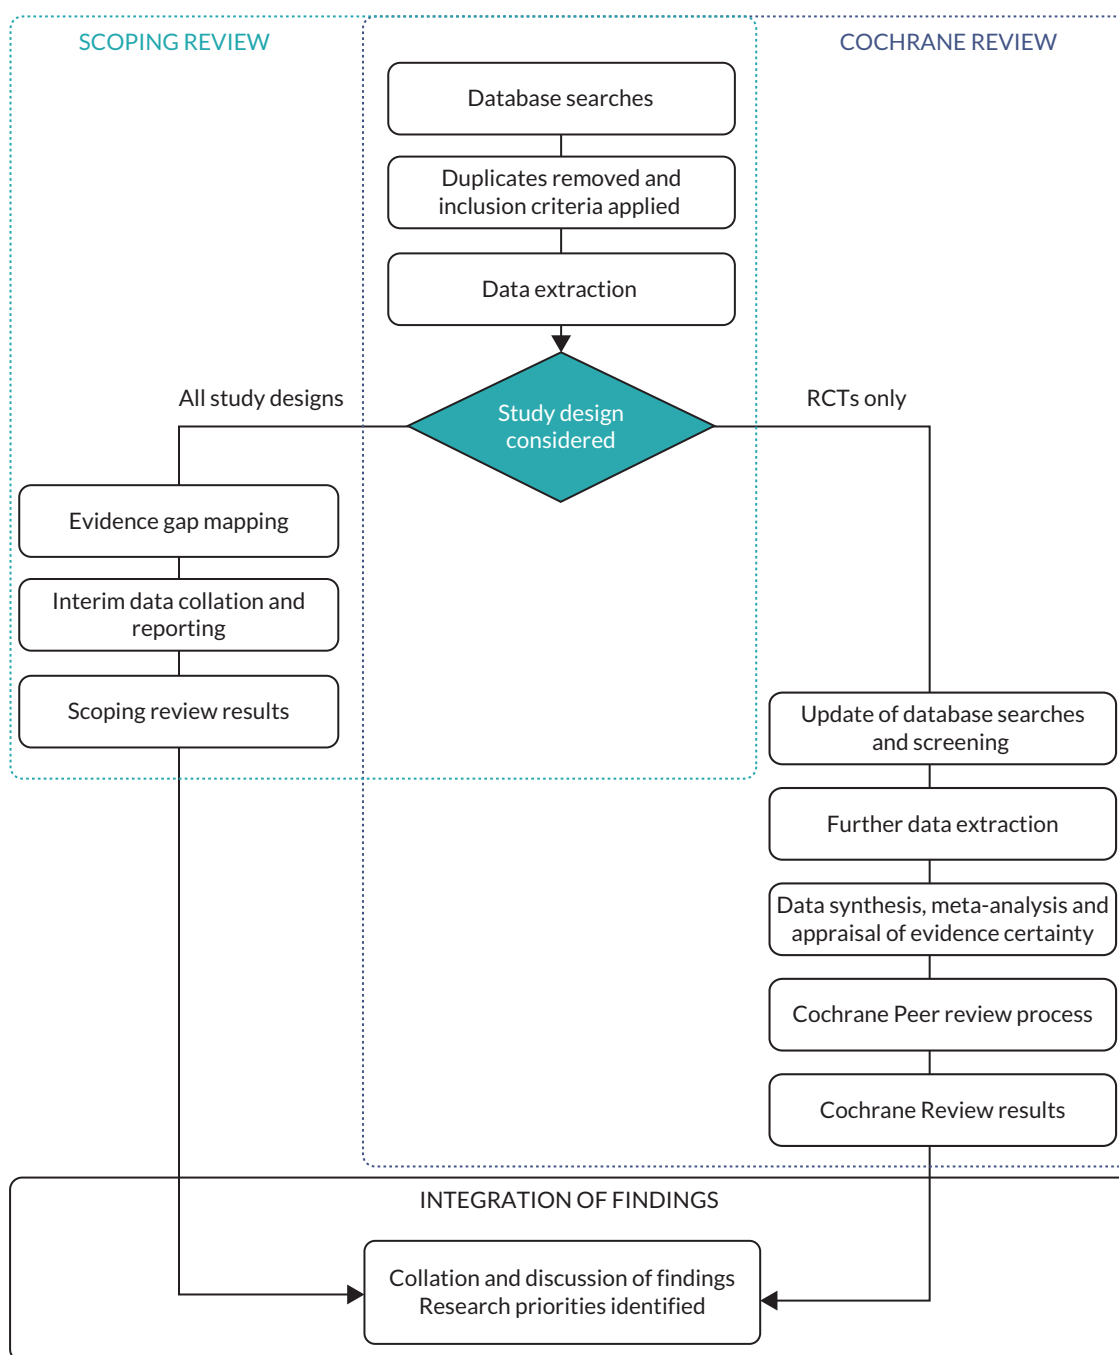 SCOPING REVIEW
COCHRANE REVIEW
Database searches
Duplicates removed and
inclusion criteria applied
Data extraction
All study designs
Study design
considered
RCTs only
Evidence gap mapping
Interim data collation and
reporting
Scoping review results
Update of database searches
and screening
Further data extraction
Data synthesis, meta-analysis and
appraisal of evidence certainty
Cochrane Peer review process
Cochrane Review results
INTEGRATION OF FINDINGS
Collation and discussion of findings
Research priorities identified